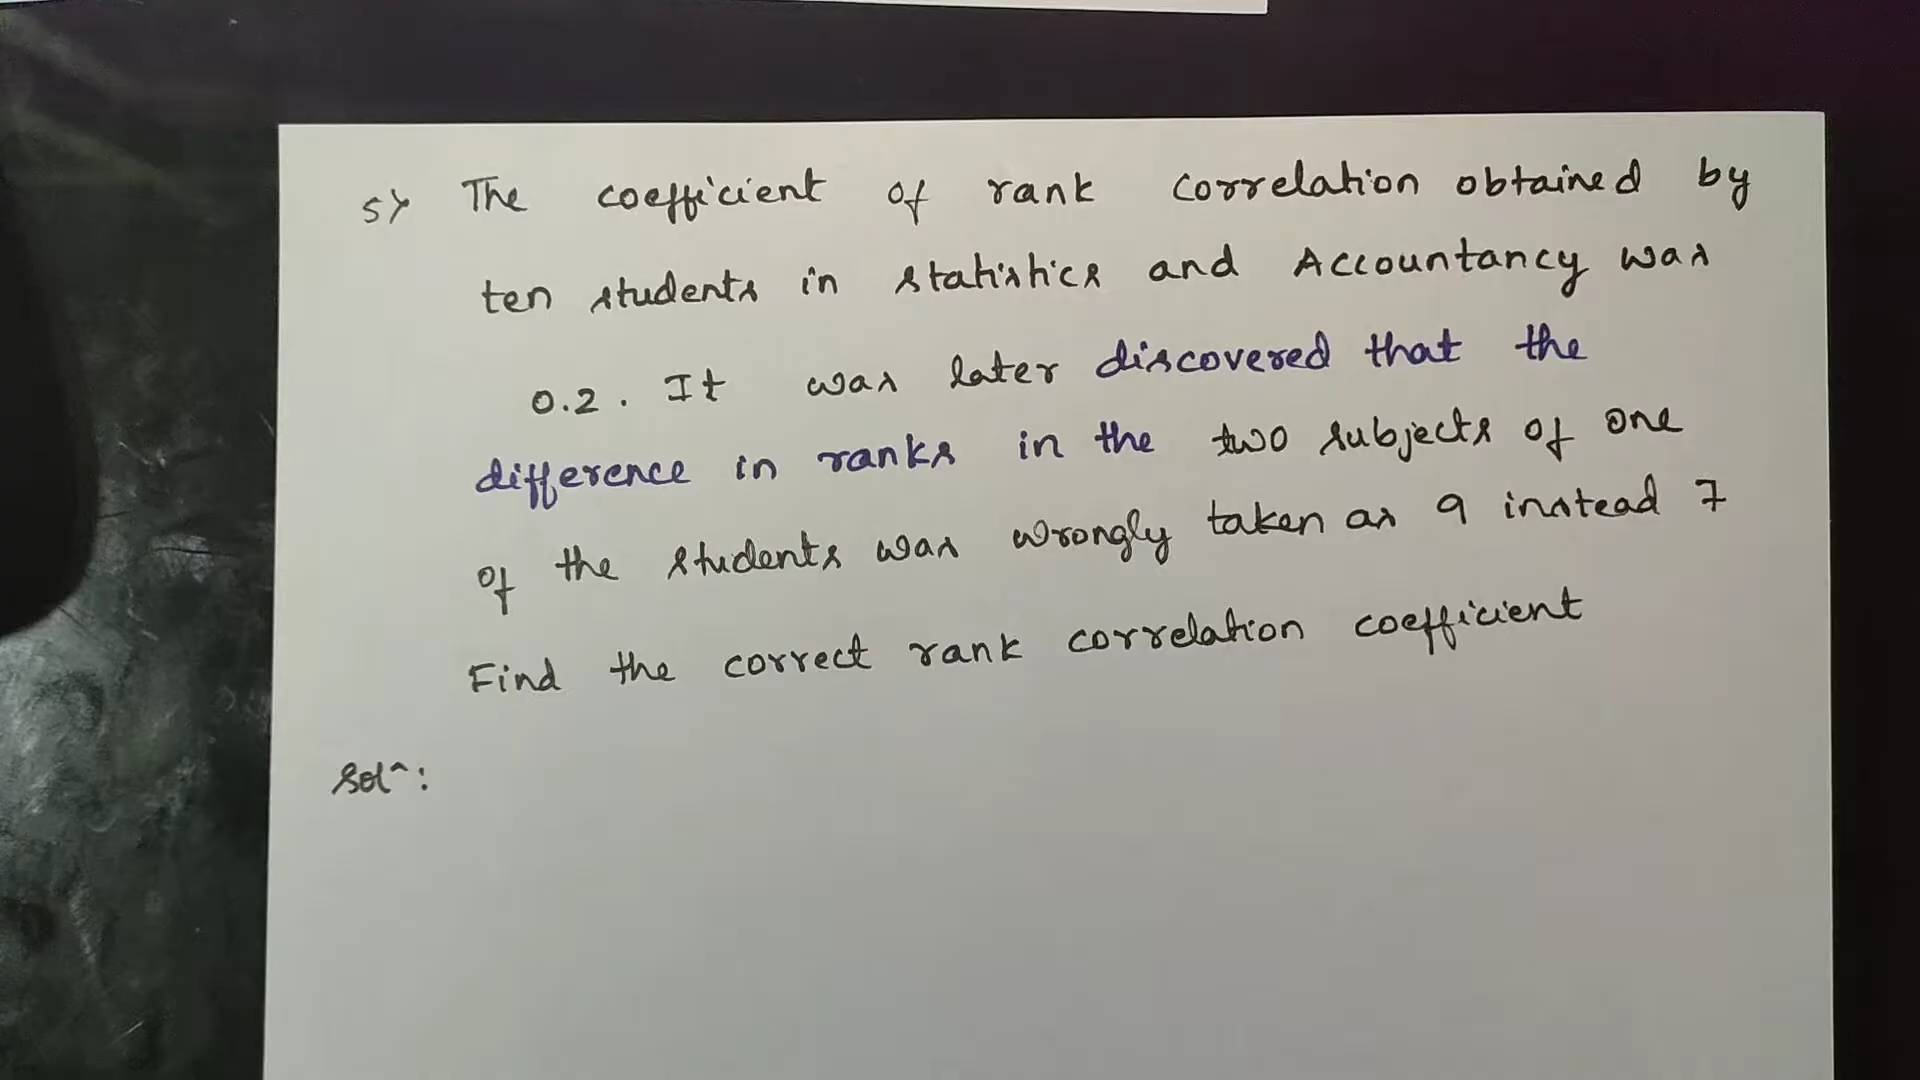 5> The coefficient of rank correlation obtained by
ten students in statistics and Accountancy was
0.2. It was later discovered that the
difference in ranks in the two subjects of one
of the students was wrongly taken as 9 instead 7
Find the correct rank correlation coefficient
Solⁿ: